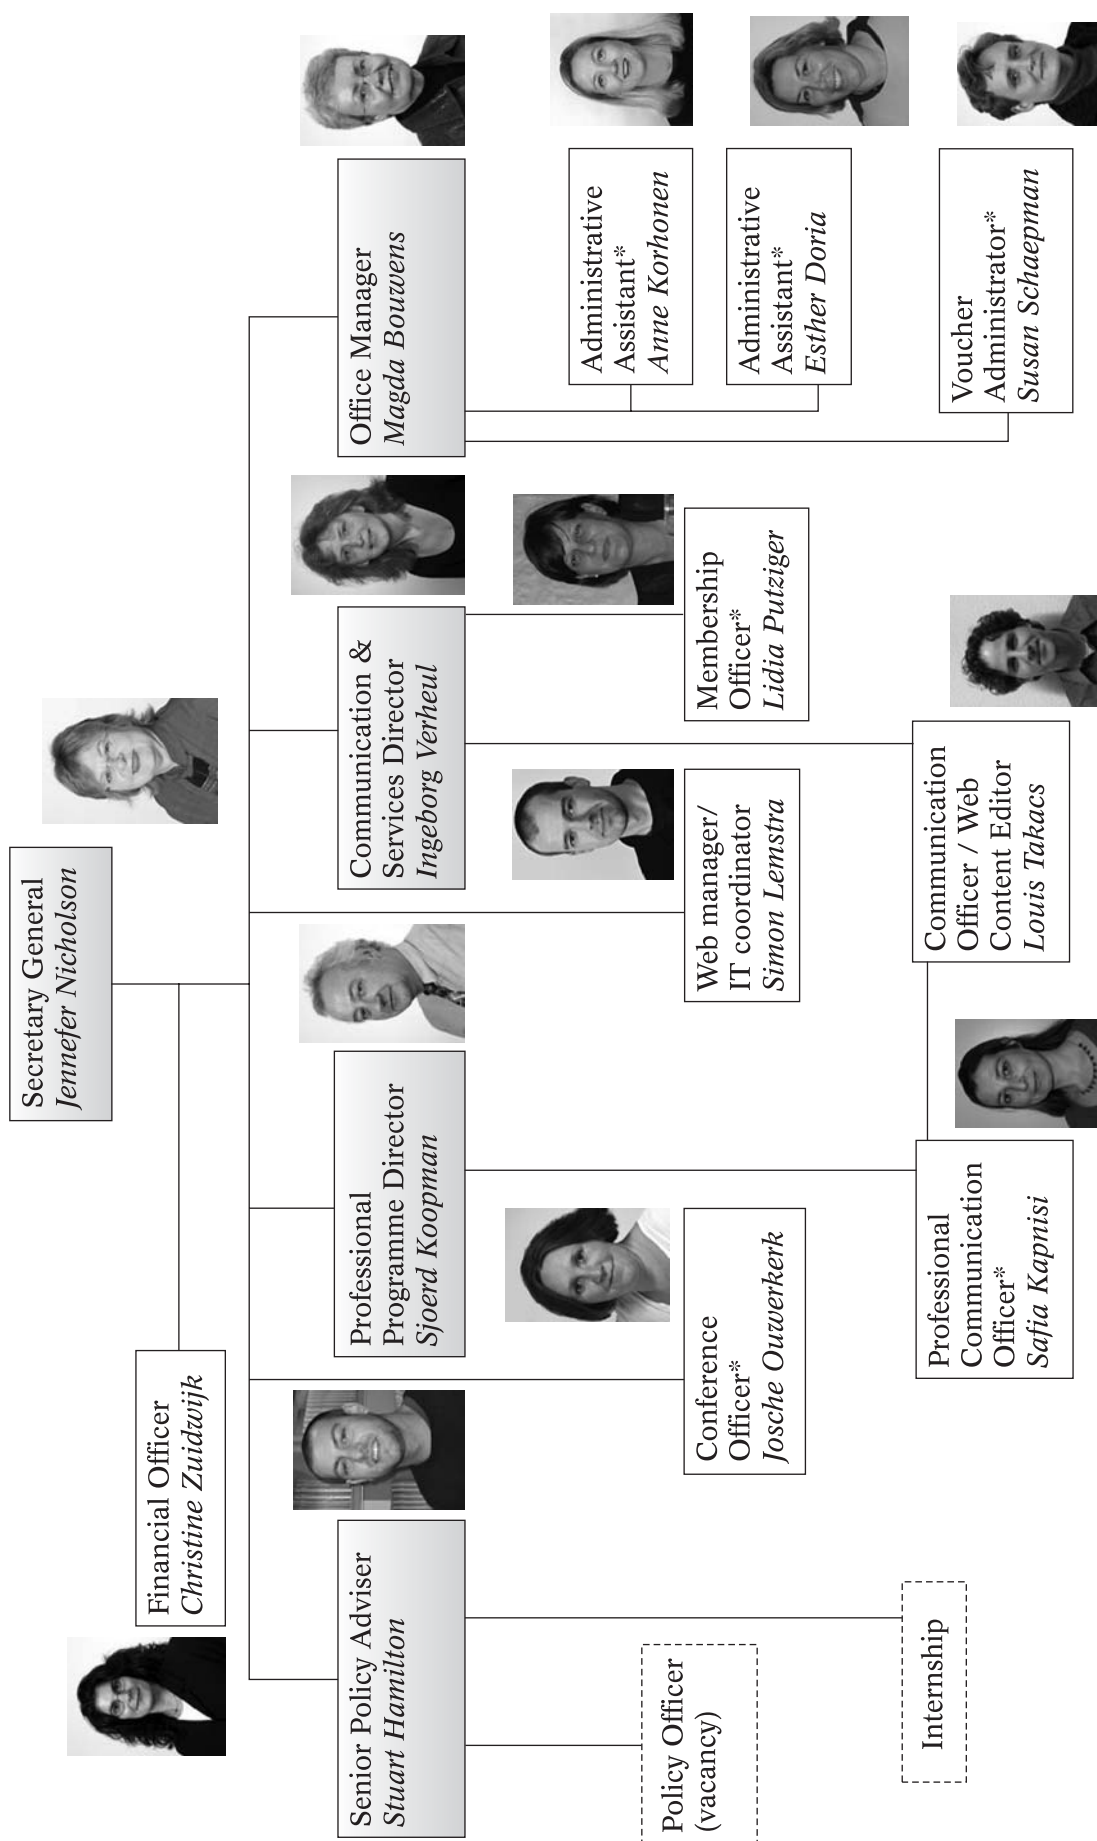 Secretary General
Jennefer Nicholson
Financial Officer
Christine Zuidwijk
Senior Policy Adviser
Stuart Hamilton
Professional
Programme Director
Sjoerd Koopman
Communication &
Services Director
Ingeborg Verheul
Office Manager
Magda Bouwens
Policy Officer
(vacancy)
Internship
Conference
Officer*
Josche Ouwerkerk
Professional
Communication
Officer*
Safia Kapnisi
Web manager/
IT coordinator
Simon Lemstra
Communication
Officer / Web
Content Editor
Louis Takacs
Membership
Officer*
Lidia Putziger
Administrative
Assistant*
Anne Korhonen
Administrative
Assistant*
Esther Doria
Voucher
Administrator*
Susan Schaepman